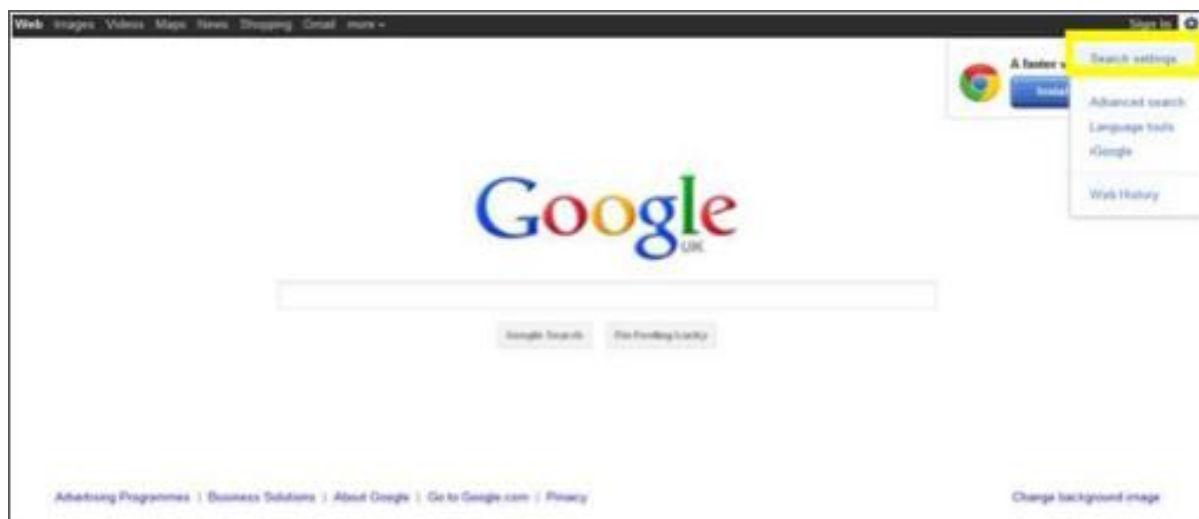 Web Images Videos Maps News Shopping Gmail more
Sign in
A faster
Install
Search settings
Advanced search
Language tools
iGoogle
Web History
Google
UK
Google Search I'm Feeling Lucky
Advertising Programmes | Business Solutions | About Google | Go to Google.com | Privacy
Change background image